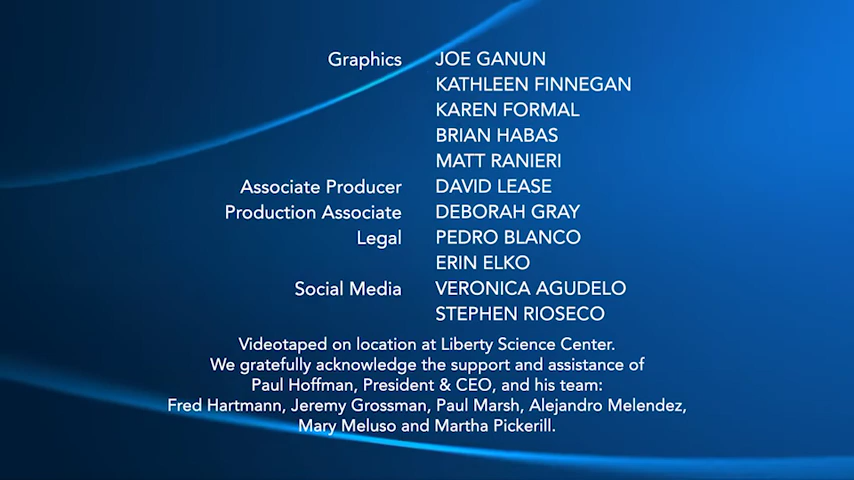 Graphics JOE GANUN
KATHLEEN FINNEGAN
KAREN FORMAL
BRIAN HABAS
MATT RANIERI
Associate Producer DAVID LEASE
Production Associate DEBORAH GRAY
Legal PEDRO BLANCO
ERIN ELKO
Social Media VERONICA AGUDELO
STEPHEN RIOSECO
Videotaped on location at Liberty Science Center.
We gratefully acknowledge the support and assistance of
Paul Hoffman, President & CEO, and his team:
Fred Hartmann, Jeremy Grossman, Paul Marsh, Alejandro Melendez,
Mary Meluso and Martha Pickerill.